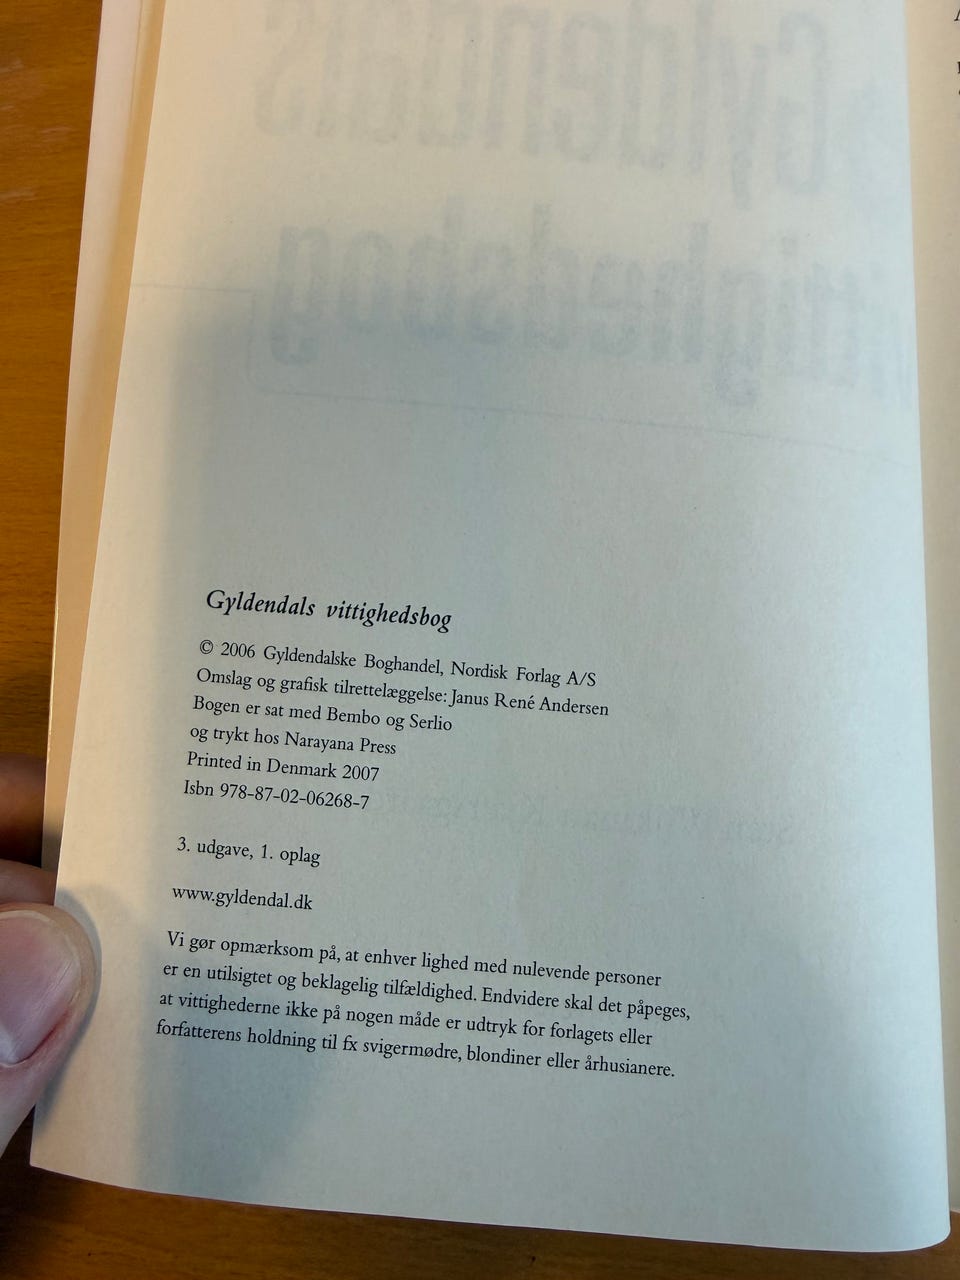 Gyldendals
ttighedsbog
Gyldendals vittighedsbog
© 2006 Gyldendalske Boghandel, Nordisk Forlag A/S
Omslag og grafisk tilrettelæggelse: Janus René Andersen
Bogen er sat med Bembo og Serlio
og trykt hos Narayana Press
Printed in Denmark 2007
Isbn 978-87-02-06268-7
3. udgave, 1. oplag
www.gyldendal.dk
Vi gør opmærksom på, at enhver lighed med nulevende personer
er en utilsigtet og beklagelig tilfældighed. Endvidere skal det påpeges,
at vittighederne ikke på nogen måde er udtryk for forlagets eller
forfatterens holdning til fx svigermødre, blondiner eller århusianere.